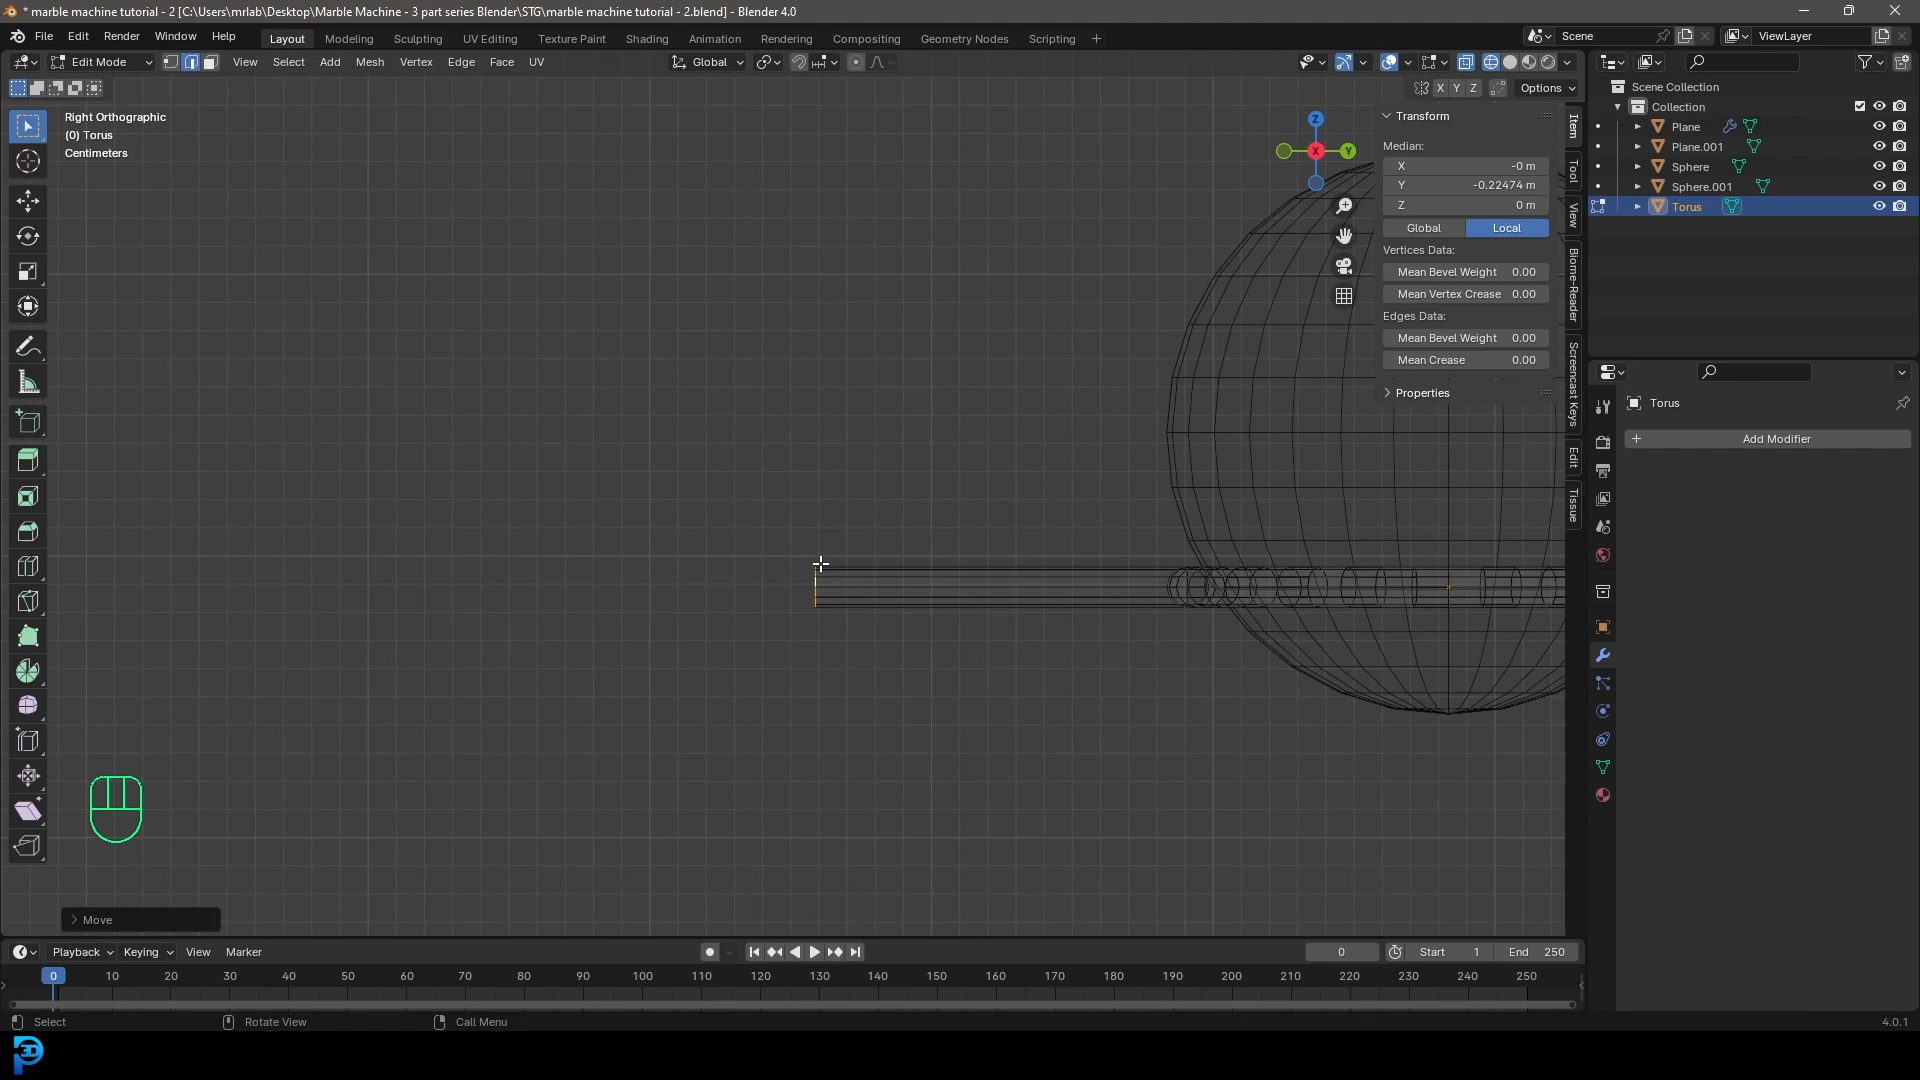 * marble machine tutorial - 2 [C:\Users\mrlab\Desktop\Marble Machine - 3 part series Blender\STG\marble machine tutorial - 2.blend] - Blender 4.0
File Edit Render Window Help Layout Modeling Sculpting UV Editing Texture Paint Shading Animation Rendering Compositing Geometry Nodes Scripting + Scene ViewLayer
Edit Mode View Select Add Mesh Vertex Edge Face UV Global
X Y Z Options
Right Orthographic
(0) Torus
Centimeters
Z
X
Y
Transform
Median:
X -0 m
Y -0.22474 m
Z 0 m
Global Local
Vertices Data:
Mean Bevel Weight 0.00
Mean Vertex Crease 0.00
Edges Data:
Mean Bevel Weight 0.00
Mean Crease 0.00
Properties
Item
Tool
View
Biome-Reader
Screencast Keys
Edit
Tissue
Scene Collection
Collection
Plane
Plane.001
Sphere
Sphere.001
Torus
Torus
+ Add Modifier
Move
Playback Keying View Marker 0 Start 1 End 250
0 10 20 30 40 50 60 70 80 90 100 110 120 130 140 150 160 170 180 190 200 210 220 230 240 250
Select Rotate View Call Menu 4.0.1